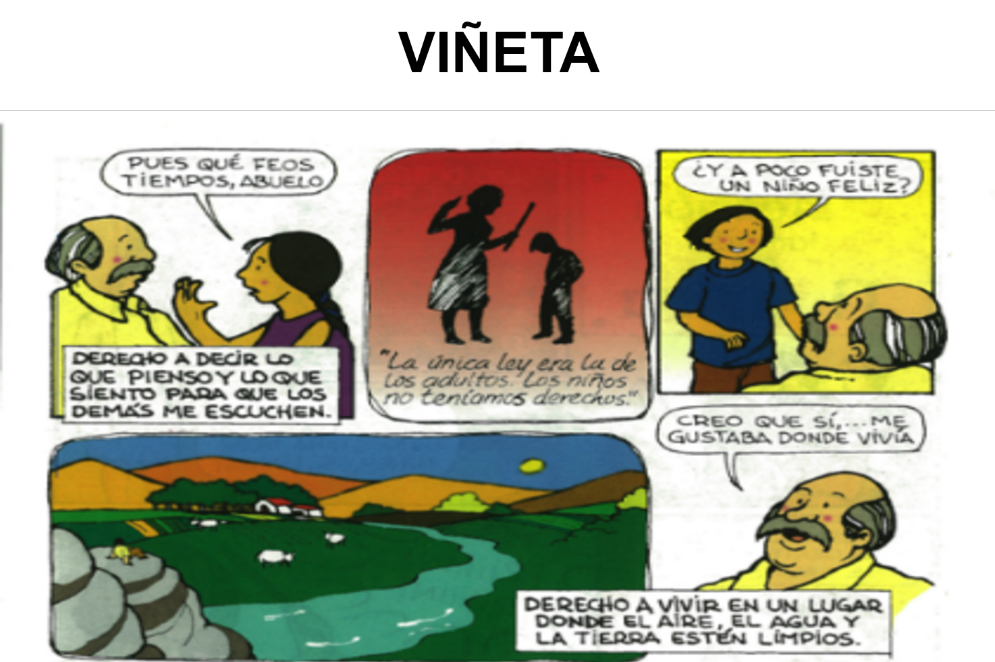 VIÑETA
PUES QUÉ FEOS
TIEMPOS, ABUELO
DERECHO A DECIR LO
QUE PIENSO Y LO QUE
SIENTO PARA QUE LOS
DEMÁS ME ESCUCHEN.
"La única ley era la de
los adultos. Los niños
no teníamos derechos."
¿Y A POCO FUISTE
UN NIÑO FELIZ?
CREO QUE SÍ,...ME
GUSTABA DONDE VIVÍA
DERECHO A VIVIR EN UN LUGAR
DONDE EL AIRE, EL AGUA Y
LA TIERRA ESTÉN LÍMPIOS.